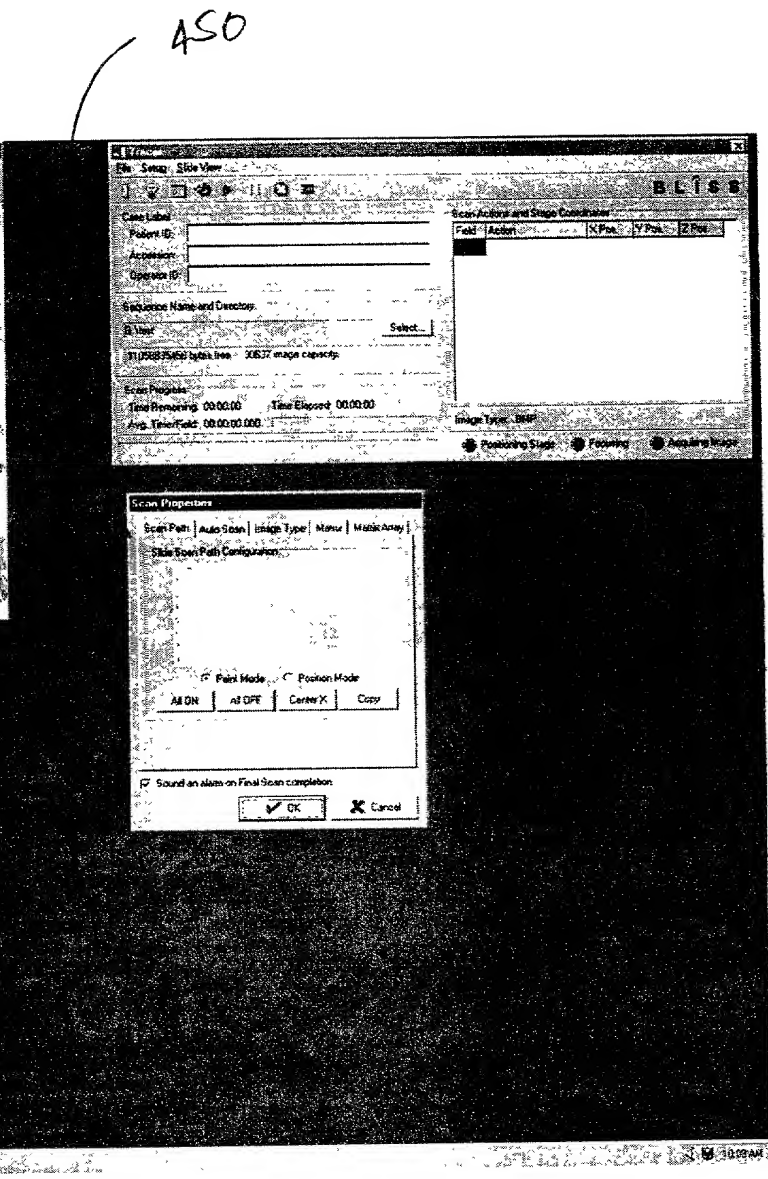 450
File Setup Slide View
BLISS
Case Label
Patient ID:
Accession:
Operator ID:
Scan Actions and Stage Coordinates
Field Action X Pos. Y Pos. Z Pos.
Sequence Name and Directory:
Select...
bytes free image capacity.
Scan Progress
Time Remaining: 00:00:00 Time Elapsed: 00:00:00
Avg. Time/Field: 00:00:00.000
Image Type: BMP
Positioning Stage Focusing Acquiring Image
Scan Properties
Scan Path Auto Scan Image Type Matrix Array
Slide Scan Path Configuration
Point Mode Position Mode
All ON All OFF Center X Copy
Sound an alarm on Final Scan completion.
OK Cancel